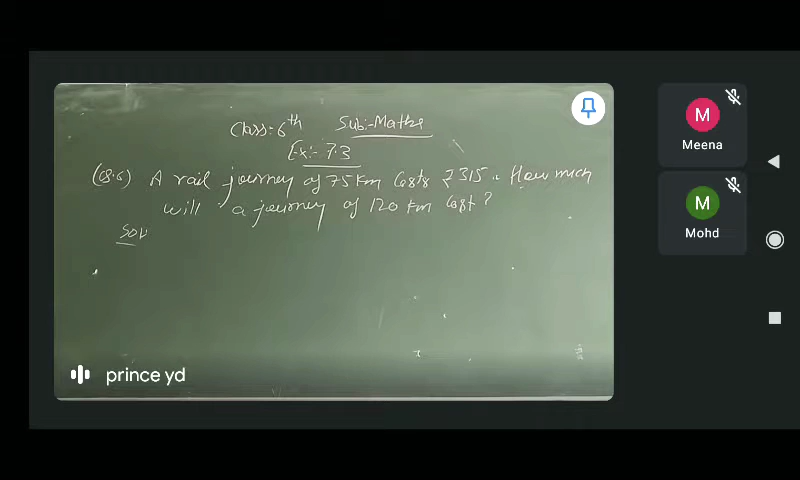 Class:- 6th Sub:- Maths
Ex:- 7.3
A rail journey of 75 Km Costs ₹ 315. How much
will a journey of 120 Km Cost?
Sol
prince yd
M
Meena
M
Mohd